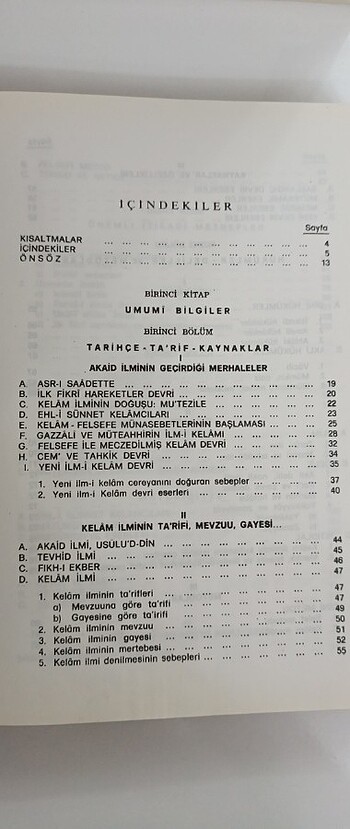 İÇİNDEKİLER
Sayfa
KISALTMALAR ... ... ... ... ... ... ... ... ... ... ... 4
İÇİNDEKİLER ... ... ... ... ... ... ... ... ... ... ... 5
ÖNSÖZ ... ... ... ... ... ... ... ... ... ... ... ... 13
BİRİNCİ KİTAP
UMUMİ BİLGİLER
BİRİNCİ BÖLÜM
TARİHÇE - TA'RİF - KAYNAKLAR
I
AKAİD İLMİNİN GEÇİRDİĞİ MERHALELER
A. ASR-I SAÂDETTE ... ... ... ... ... ... ... ... ... 19
B. İLK FİKRÎ HAREKETLER DEVRİ ... ... ... ... ... ... 20
C. KELÂM İLMİNİN DOĞUŞU: MU'TEZİLE ... ... ... ... ... 22
D. EHL-İ SÜNNET KELÂMCILARI ... ... ... ... ... ... ... 23
E. KELÂM - FELSEFE MÜNASEBETLERİNİN BAŞLAMASI ... ... ... 25
F. GAZZÂLİ VE MÜTEAHHİRİN İLM-İ KELÂMI ... ... ... ... 28
G. FELSEFE İLE MECZEDİLMİŞ KELÂM DEVRİ ... ... ... ... 32
H. CEM' VE TAHKİK DEVRİ ... ... ... ... ... ... ... ... 34
I. YENİ İLM-İ KELÂM DEVRİ ... ... ... ... ... ... ... 35
1. Yeni ilm-i kelâm cereyanını doğuran sebepler ... ... ... ... 37
2. Yeni ilm-i Kelâm devri eserleri ... ... ... ... ... ... 40
II
KELÂM İLMİNİN TA'RİFİ, MEVZUU, GAYESİ...
A. AKAİD İLMİ, USÛLÜ'D-DİN ... ... ... ... ... ... ... 44
B. TEVHİD İLMİ ... ... ... ... ... ... ... ... ... ... 45
C. FIKH-I EKBER ... ... ... ... ... ... ... ... ... ... 46
D. KELÂM İLMİ ... ... ... ... ... ... ... ... ... ... 47
1. Kelâm ilminin ta'rifleri ... ... ... ... ... ... ... ... 47
a) Mevzuuna göre ta'rifi ... ... ... ... ... ... ... ... 47
b) Gayesine göre ta'rifi ... ... ... ... ... ... ... ... 49
2. Kelâm ilminin mevzuu ... ... ... ... ... ... ... ... 50
3. Kelâm ilminin gayesi ... ... ... ... ... ... ... ... 51
4. Kelâm ilminin mertebesi ... ... ... ... ... ... ... ... 52
5. Kelâm ilmi denilmesinin sebepleri ... ... ... ... ... ... 55